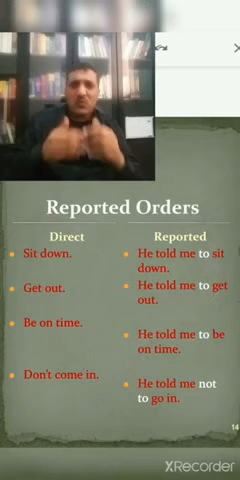 Reported Orders
Direct
Reported
Sit down.
He told me to sit
down.
Get out.
He told me to get
out.
Be on time.
He told me to be
on time.
Don't come in.
He told me not
to go in.
14
XRecorder